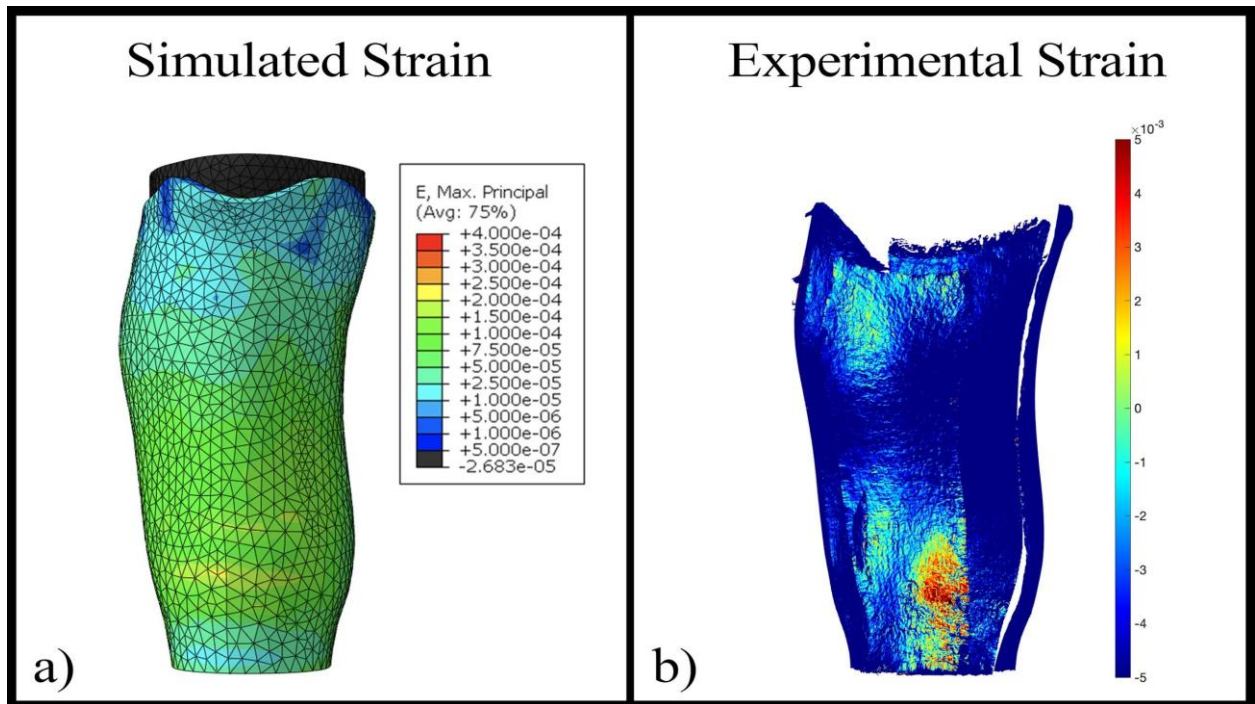 Simulated Strain
E, Max. Principal
(Avg: 75%)
+4.000e-04
+3.500e-04
+3.000e-04
+2.500e-04
+2.000e-04
+1.500e-04
+1.000e-04
+7.500e-05
+5.000e-05
+2.500e-05
+1.000e-05
+5.000e-06
+1.000e-06
+5.000e-07
-2.683e-05
a)
Experimental Strain
×10⁻³
5
4
3
2
1
0
-1
-2
-3
-4
-5
b)